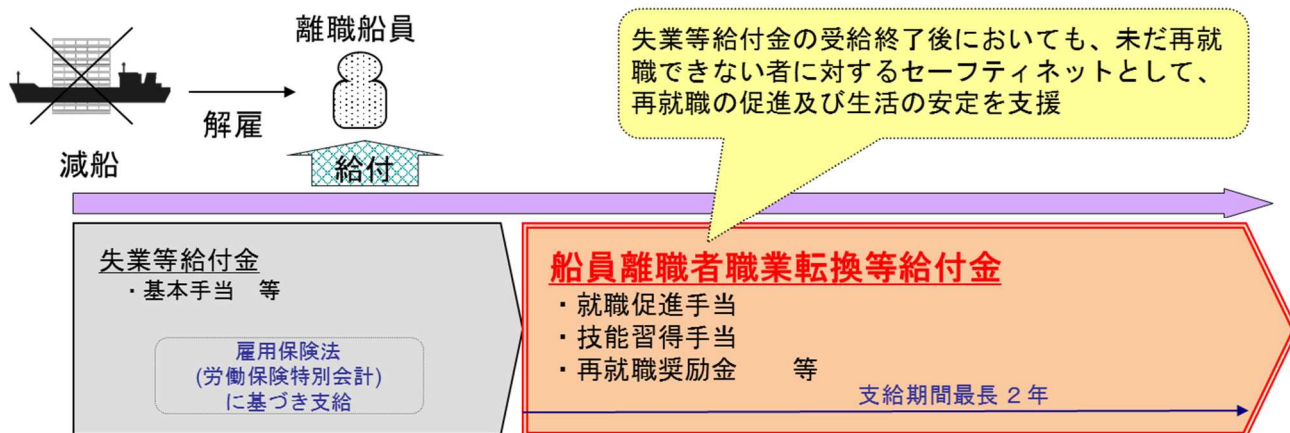 離職船員
失業等給付金の受給終了後においても、未だ再就
職できない者に対するセーフティネットとして、
再就職の促進及び生活の安定を支援
解雇
減船
給付
失業等給付金
・基本手当　等
雇用保険法
(労働保険特別会計)
に基づき支給
船員離職者職業転換等給付金
・就職促進手当
・技能習得手当
・再就職奨励金　　等
支給期間最長 2 年